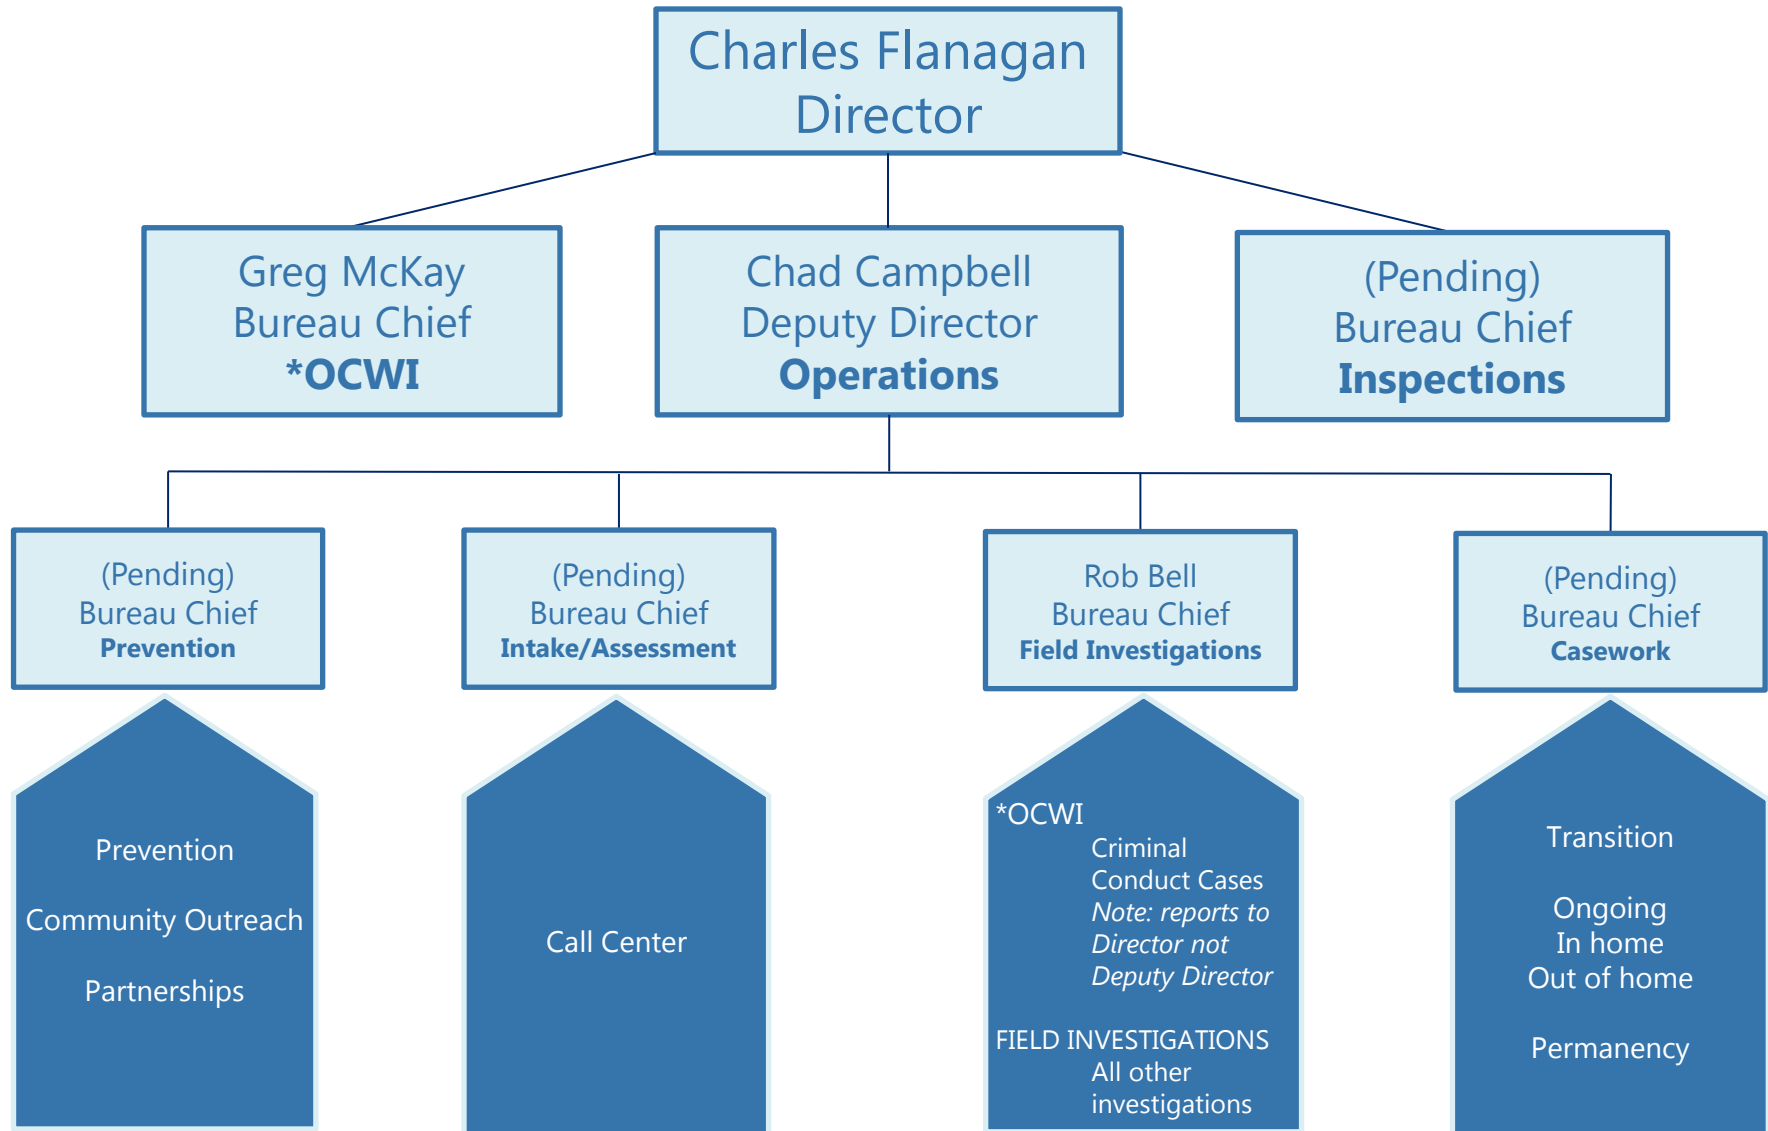 Charles Flanagan
Director
Greg McKay
Bureau Chief
*OCWI
Chad Campbell
Deputy Director
Operations
(Pending)
Bureau Chief
Inspections
(Pending)
Bureau Chief
Prevention
(Pending)
Bureau Chief
Intake/Assessment
Rob Bell
Bureau Chief
Field Investigations
(Pending)
Bureau Chief
Casework
Prevention
Community Outreach
Partnerships
Call Center
*OCWI
Criminal
Conduct Cases
Note: reports to
Director not
Deputy Director
FIELD INVESTIGATIONS
All other
investigations
Transition
Ongoing
In home
Out of home
Permanency